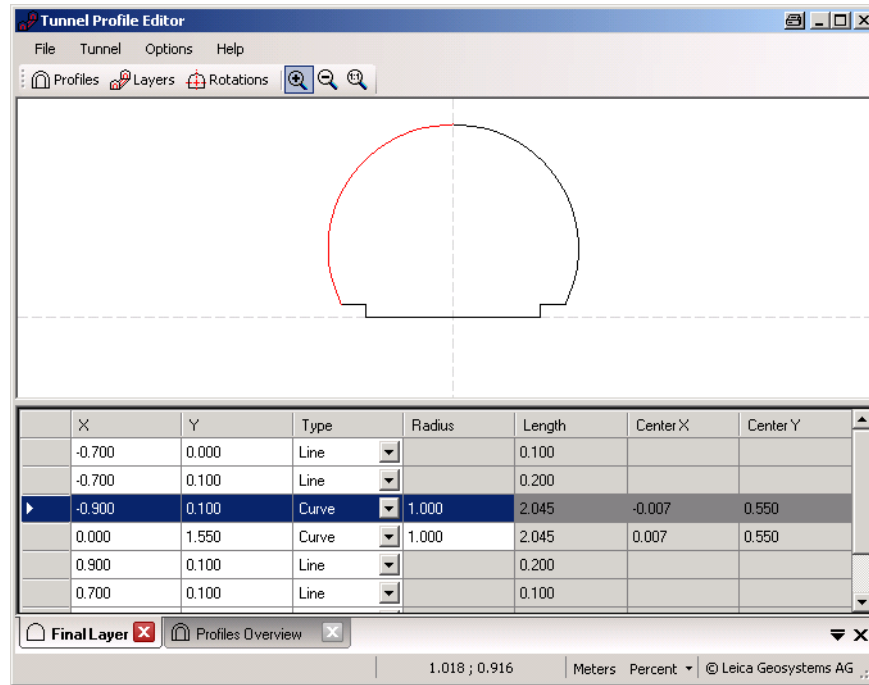 Tunnel Profile Editor
File Tunnel Options Help
Profiles Layers Rotations
X Y Type Radius Length Center X Center Y
-0.700 0.000 Line 0.100
-0.700 0.100 Line 0.200
-0.900 0.100 Curve 1.000 2.045 -0.007 0.550
0.000 1.550 Curve 1.000 2.045 0.007 0.550
0.900 0.100 Line 0.200
0.700 0.100 Line 0.100
Final Layer Profiles Overview
1.018 ; 0.916 Meters Percent © Leica Geosystems AG